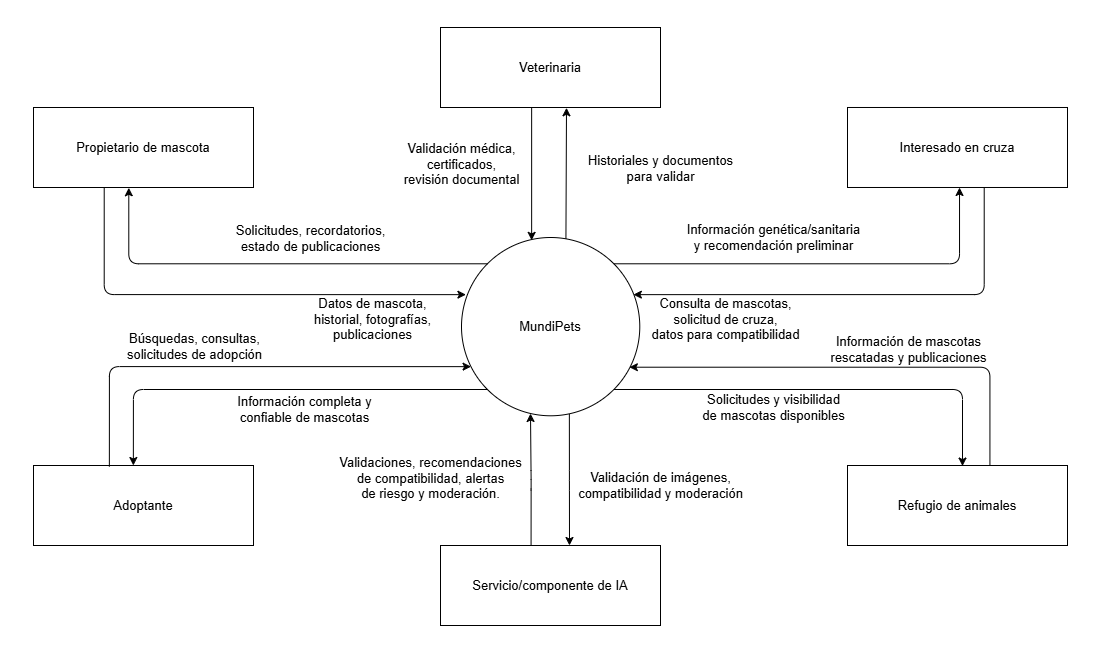 Veterinaria
Propietario de mascota
Interesado en cruza
Validación médica,
certificados,
revisión documental
Historiales y documentos
para validar
Solicitudes, recordatorios,
estado de publicaciones
Información genética/sanitaria
y recomendación preliminar
Datos de mascota,
historial, fotografías,
publicaciones
MundiPets
Consulta de mascotas,
solicitud de cruza,
datos para compatibilidad
Búsquedas, consultas,
solicitudes de adopción
Información de mascotas
rescatadas y publicaciones
Información completa y
confiable de mascotas
Solicitudes y visibilidad
de mascotas disponibles
Validaciones, recomendaciones
de compatibilidad, alertas
de riesgo y moderación.
Validación de imágenes,
compatibilidad y moderación
Adoptante
Refugio de animales
Servicio/componente de IA